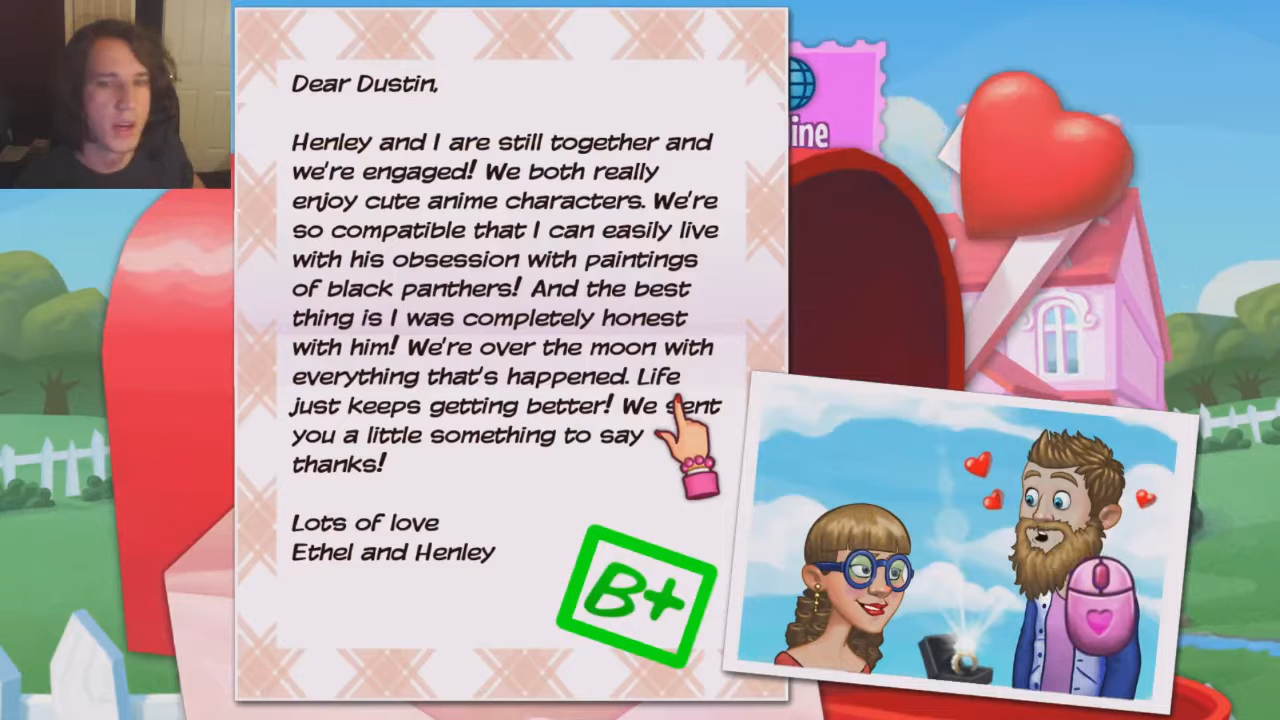 Dear Dustin,
Henley and I are still together and
we're engaged! We both really
enjoy cute anime characters. We're
so compatible that I can easily live
with his obsession with paintings
of black panthers! And the best
thing is I was completely honest
with him! We're over the moon with
everything that's happened. Life
just keeps getting better! We sent
you a little something to say
thanks!
Lots of love
Ethel and Henley
B+